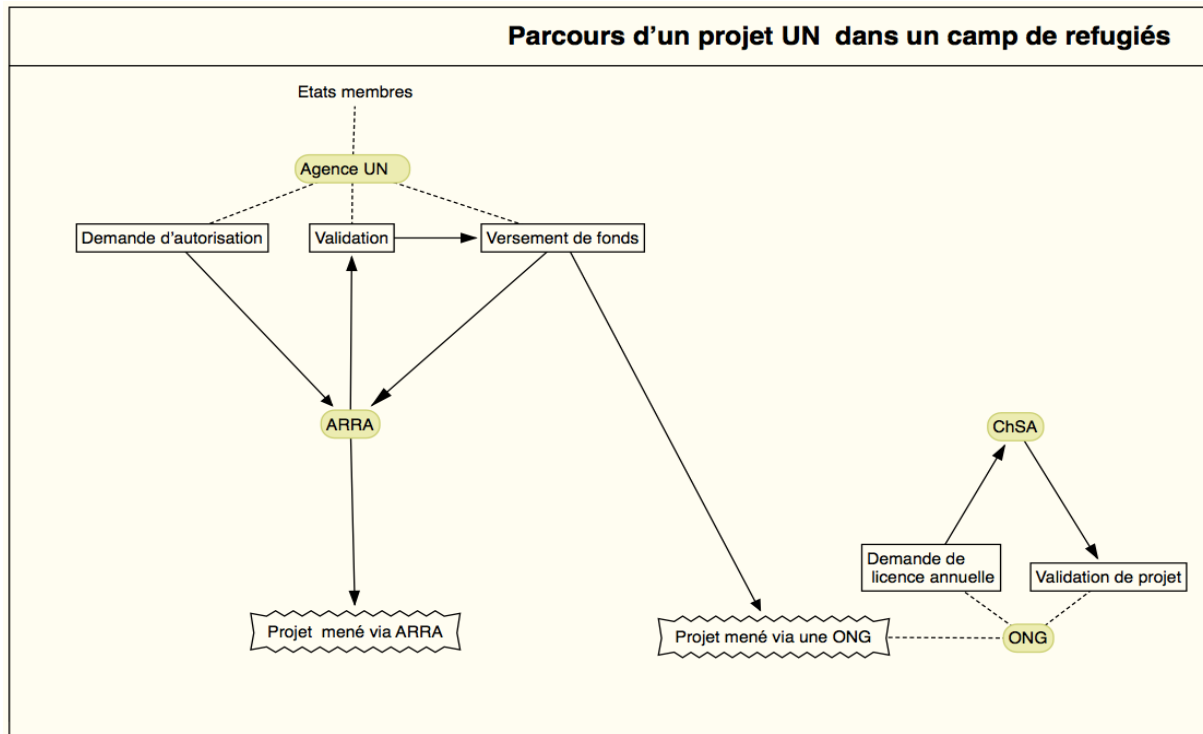 Parcours d'un projet UN dans un camp de refugiés
Etats membres
Agence UN
Demande d'autorisation
Validation
Versement de fonds
ARRA
ChSA
Demande de
licence annuelle
Validation de projet
Projet mené via ARRA
Projet mené via une ONG
ONG